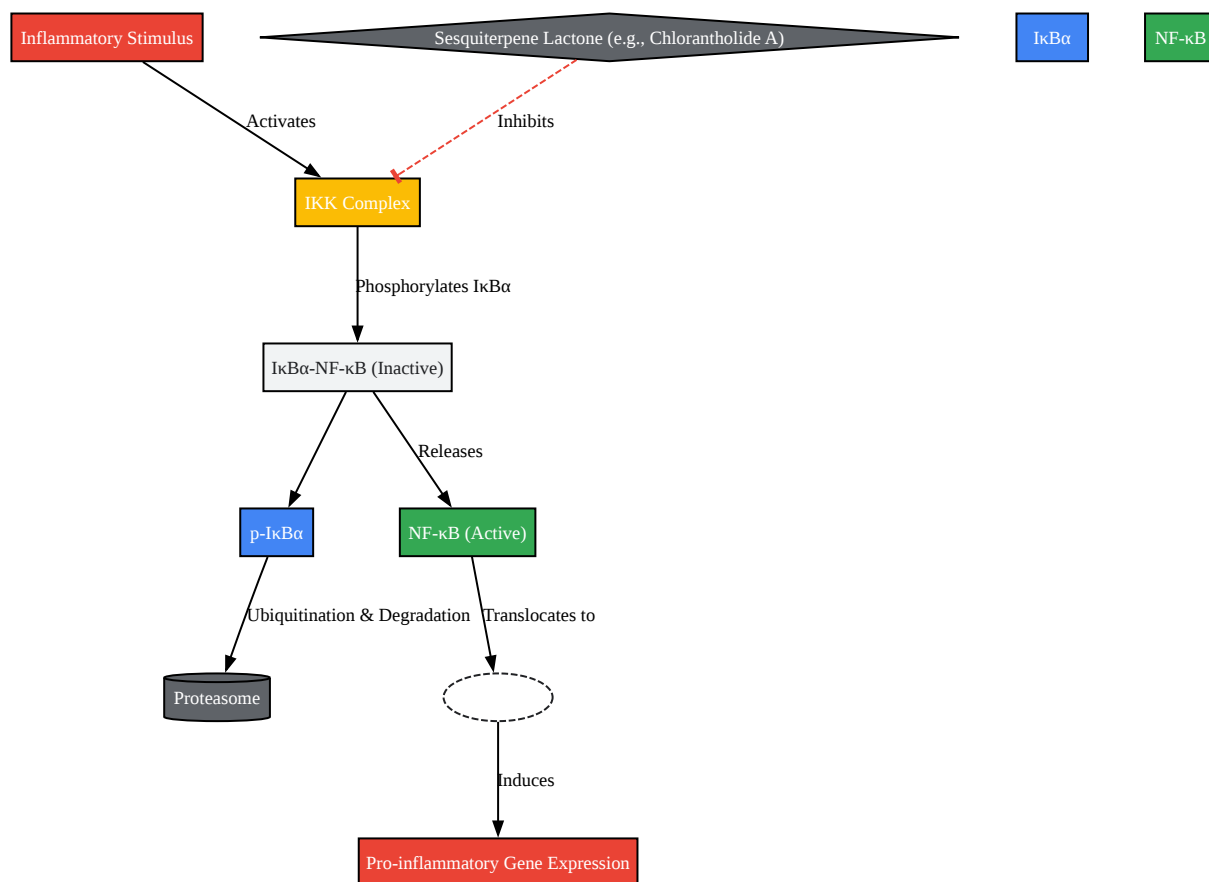 Inflammatory Stimulus
Sesquiterpene Lactone (e.g., Chlorantholide A)
IκBα
NF-κB
Activates
Inhibits
IKK Complex
Phosphorylates IκBα
IκBα-NF-κB (Inactive)
Releases
p-IκBα
NF-κB (Active)
Ubiquitination & Degradation
Translocates to
Proteasome
Induces
Pro-inflammatory Gene Expression